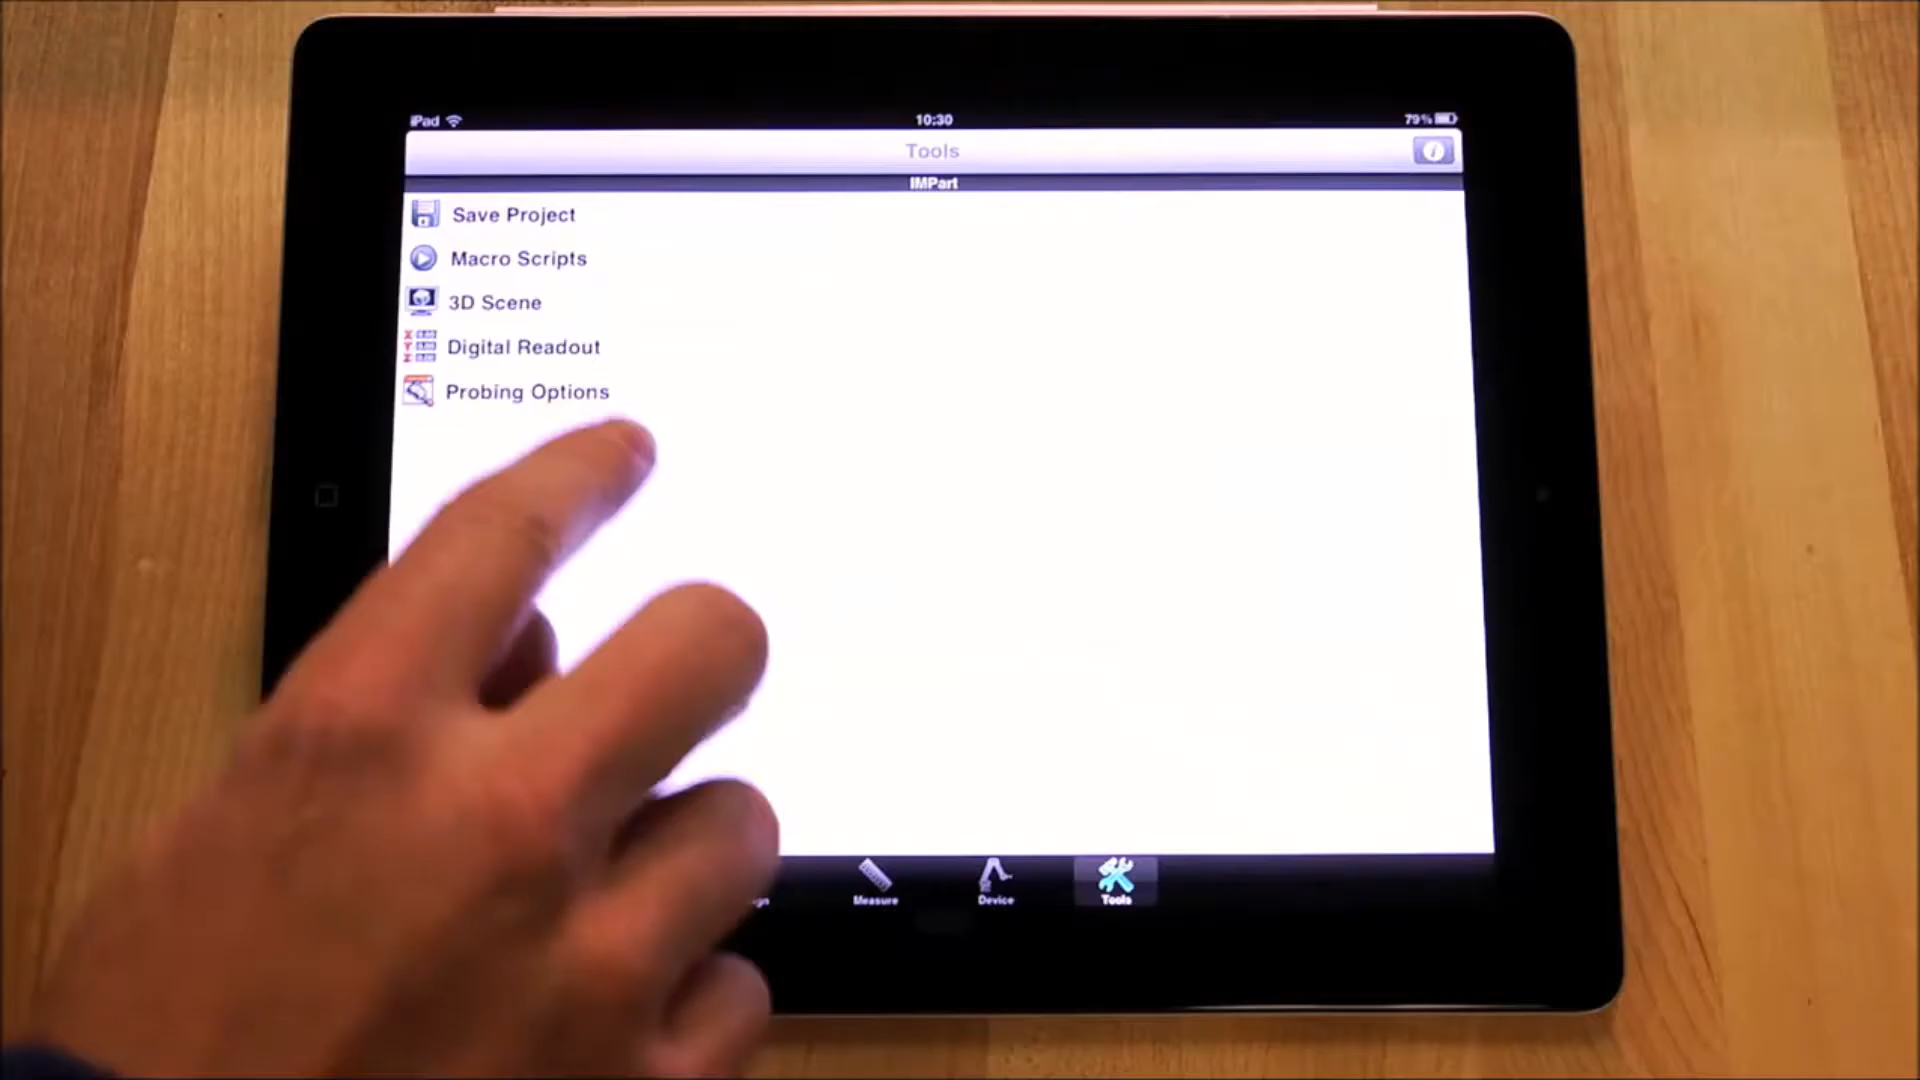 iPad 10:30 79%
Tools
IMPart
Save Project
Macro Scripts
3D Scene
Digital Readout
Probing Options
Measure Device Tools